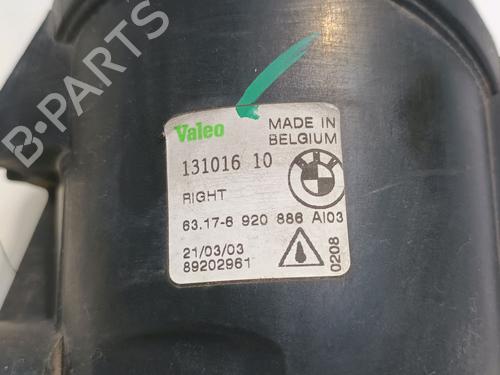 B-PARTS
Valeo
MADE IN
BELGIUM
131016 10
RIGHT
63.17-6 920 886 AI03
21/03/03
89202961
0208